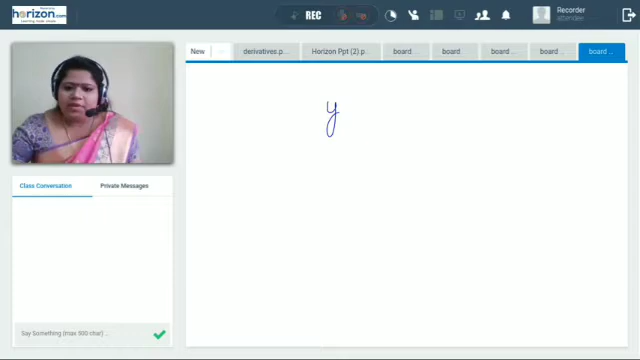 horizon.com
REC
Recorder
attendee
New
derivatives.p...
Horizon Ppt (2).p...
board ...
board
board ...
board ...
board ...
y
Class Conversation
Private Messages
Say Something (max 500 char) ...